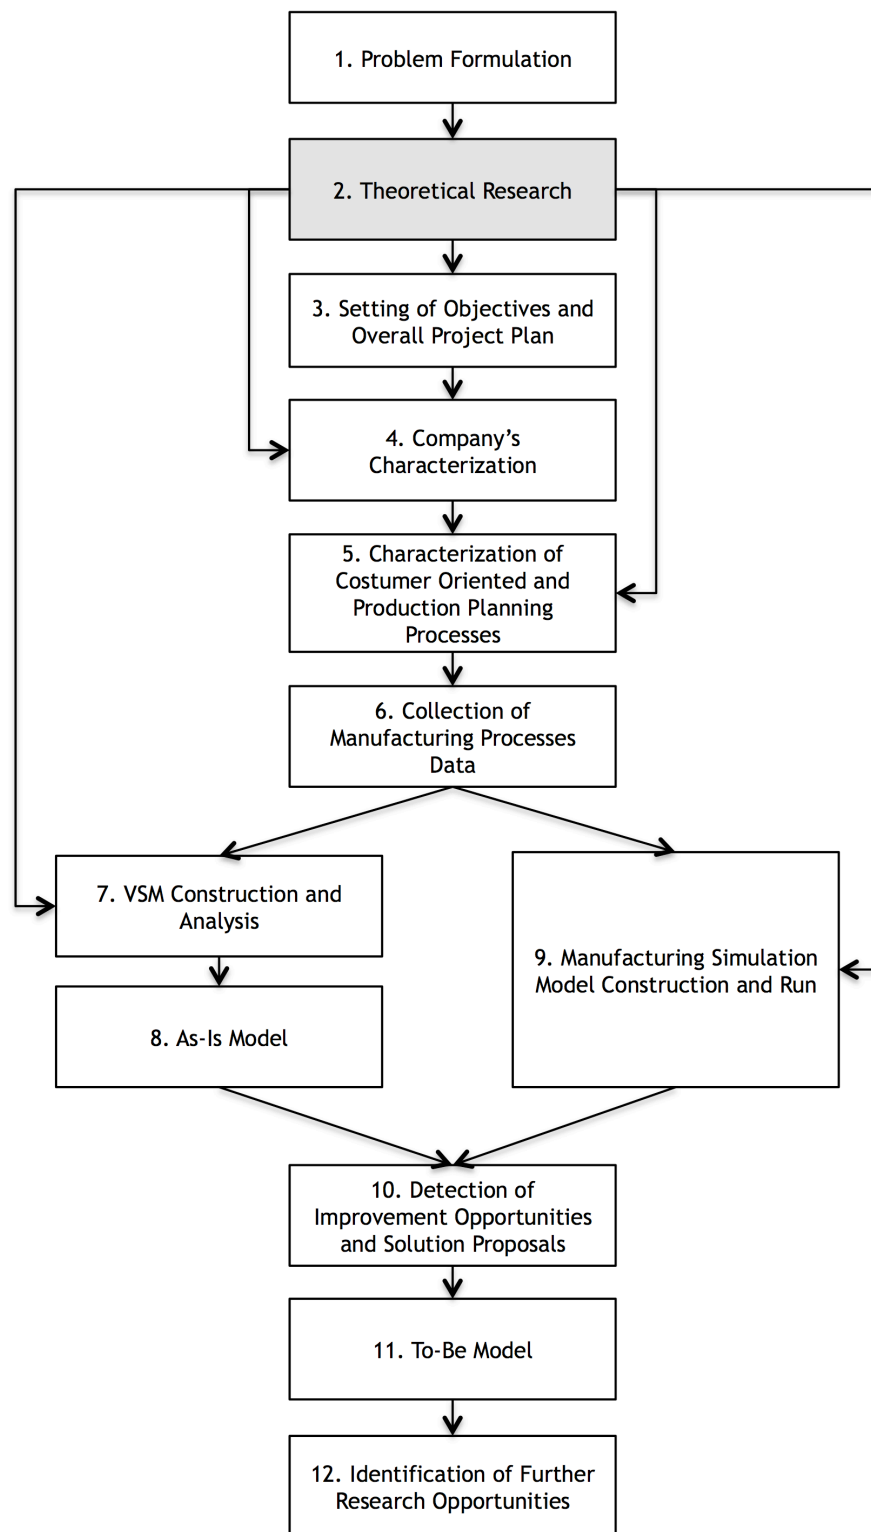 1. Problem Formulation
2. Theoretical Research
3. Setting of Objectives and
Overall Project Plan
4. Company’s
Characterization
5. Characterization of
Costumer Oriented and
Production Planning
Processes
6. Collection of
Manufacturing Processes
Data
7. VSM Construction and
Analysis
8. As-Is Model
9. Manufacturing Simulation
Model Construction and Run
10. Detection of
Improvement Opportunities
and Solution Proposals
11. To-Be Model
12. Identification of Further
Research Opportunities